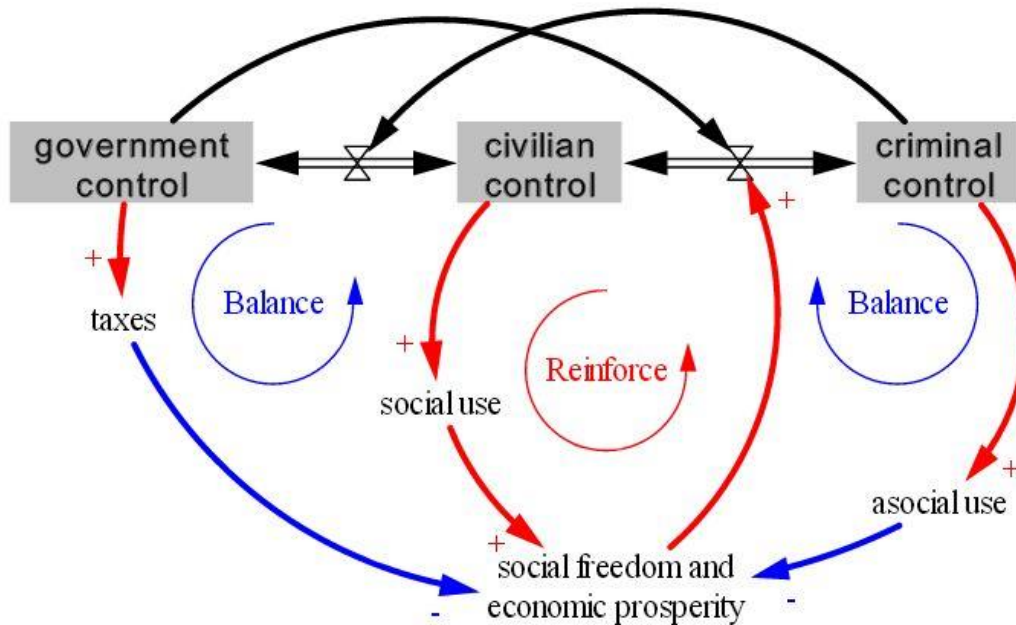 government
control
civilian
control
criminal
control
+
+
taxes
Balance
Balance
+
Reinforce
social use
+
asocial use
+
social freedom and
economic prosperity
-
-